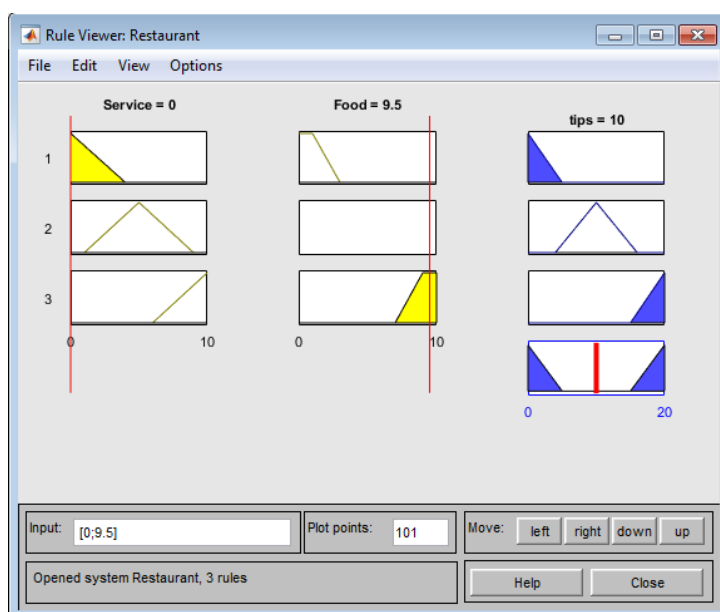 Rule Viewer: Restaurant
File Edit View Options
Service = 0
Food = 9.5
tips = 10
1
2
3
0
10
0
10
0
20
Input:
[0;9.5]
Plot points:
101
Move:
left
right
down
up
Opened system Restaurant, 3 rules
Help
Close